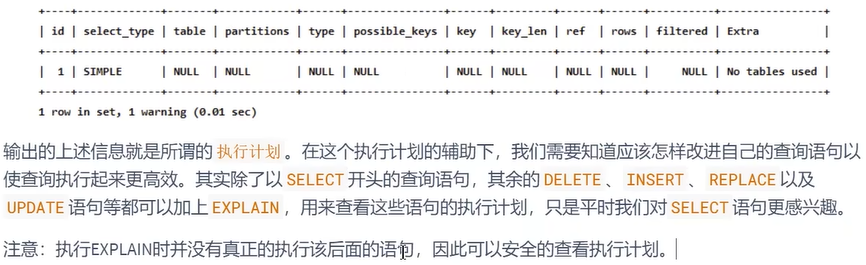 +----+-------------+-------+------------+------+---------------+------+---------+------+------+----------+----------------+
| id | select_type | table | partitions | type | possible_keys | key | key_len | ref | rows | filtered | Extra |
+----+-------------+-------+------------+------+---------------+------+---------+------+------+----------+----------------+
| 1 | SIMPLE | NULL | NULL | NULL | NULL | NULL | NULL | NULL | NULL | NULL | No tables used |
+----+-------------+-------+------------+------+---------------+------+---------+------+------+----------+----------------+
1 row in set, 1 warning (0.01 sec)
输出的上述信息就是所谓的 执行计划 。在这个执行计划的辅助下，我们需要知道应该怎样改进自己的查询语句以
使查询执行起来更高效。其实除了以 SELECT 开头的查询语句，其余的 DELETE 、 INSERT 、 REPLACE 以及
UPDATE 语句等都可以加上 EXPLAIN ，用来查看这些语句的执行计划，只是平时我们对 SELECT 语句更感兴趣。
注意：执行EXPLAIN时并没有真正的执行该后面的语句，因此可以安全的查看执行计划。